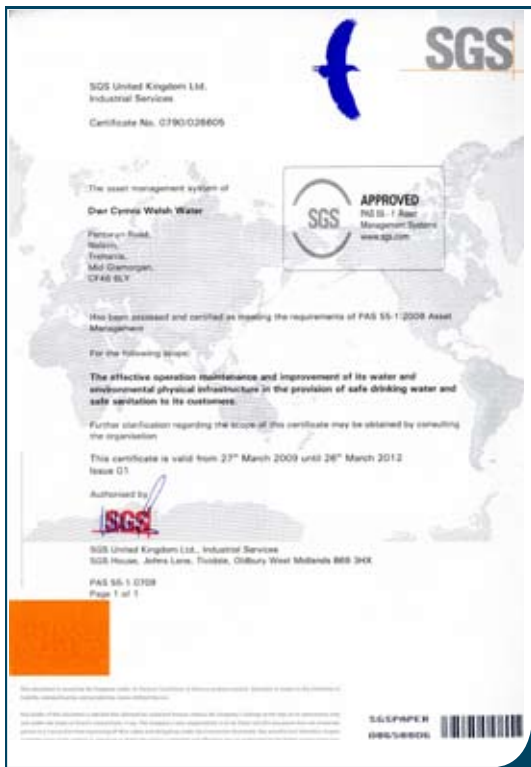 SGS
SGS United Kingdom Ltd.
Industrial Services
Certificate No. 0790/026605
The asset management system of
Dwr Cymru Welsh Water
Pentwyn Road,
Nelson,
Treharris,
Mid Glamorgan,
CF46 6LY
SGS
APPROVED
PAS 55 - 1 Asset
Management Systems
www.sgs.com
Has been assessed and certified as meeting the requirements of PAS 55-1:2008 Asset
Management
For the following scope:
The effective operation maintenance and improvement of its water and
environmental physical infrastructure in the provision of safe drinking water and
safe sanitation to its customers.
Further clarification regarding the scope of this certificate may be obtained by consulting
the organisation
This certificate is valid from 27th March 2009 until 26th March 2012
Issue 01
Authorised by
SGS
SGS United Kingdom Ltd., Industrial Services
SGS House, Johns Lane, Tividale, Oldbury West Midlands B69 3HX
PAS 55-1 0708
Page 1 of 1
SGSPAPER